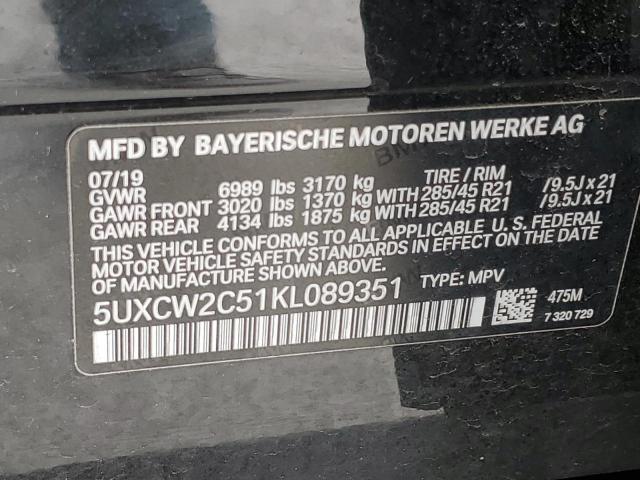 MFD BY BAYERISCHE MOTOREN WERKE AG
07/19 TIRE / RIM
GVWR 6989 lbs 3170 kg
GAWR FRONT 3020 lbs 1370 kg WITH 285/45 R21 /9.5J x 21
GAWR REAR 4134 lbs 1875 kg WITH 285/45 R21 /9.5J x 21
THIS VEHICLE CONFORMS TO ALL APPLICABLE U. S. FEDERAL
MOTOR VEHICLE SAFETY STANDARDS IN EFFECT ON THE DATE
OF MANUFACTURE SHOWN ABOVE.
5UXCW2C51KL089351 TYPE: MPV
475M
7 320 729